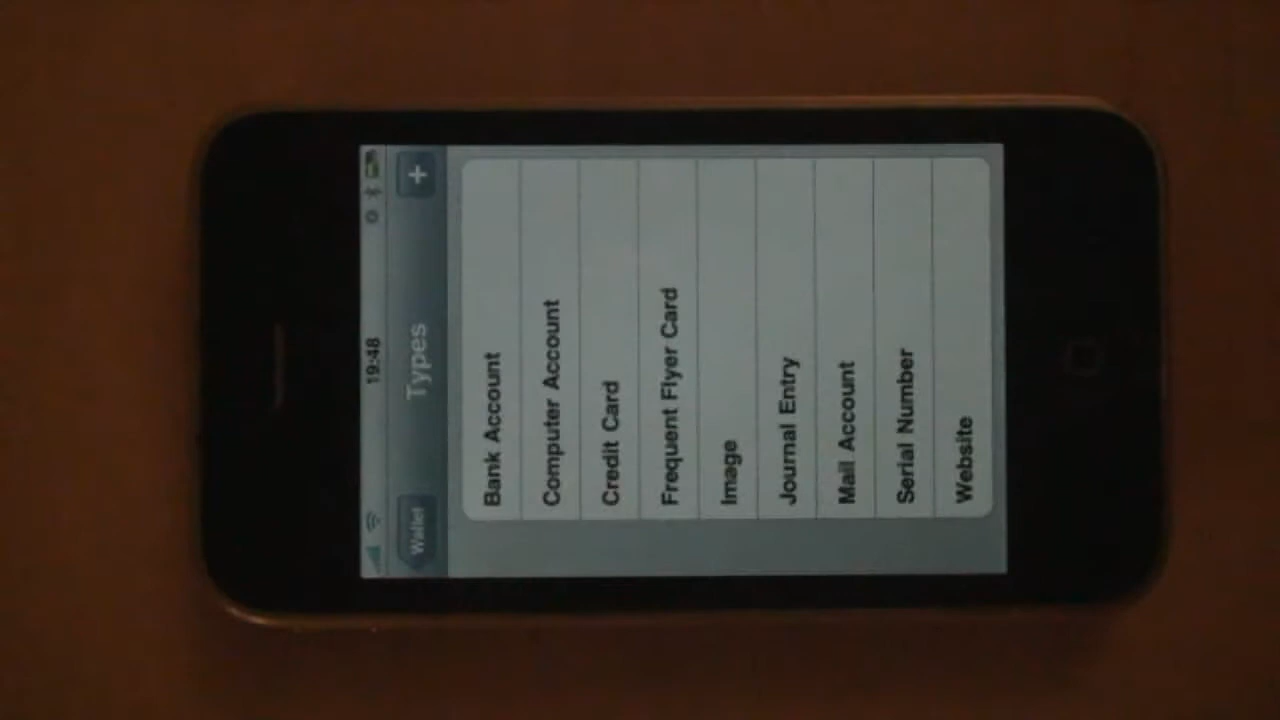 19:48
Wallet
Types
+
Bank Account
Computer Account
Credit Card
Frequent Flyer Card
Image
Journal Entry
Mail Account
Serial Number
Website